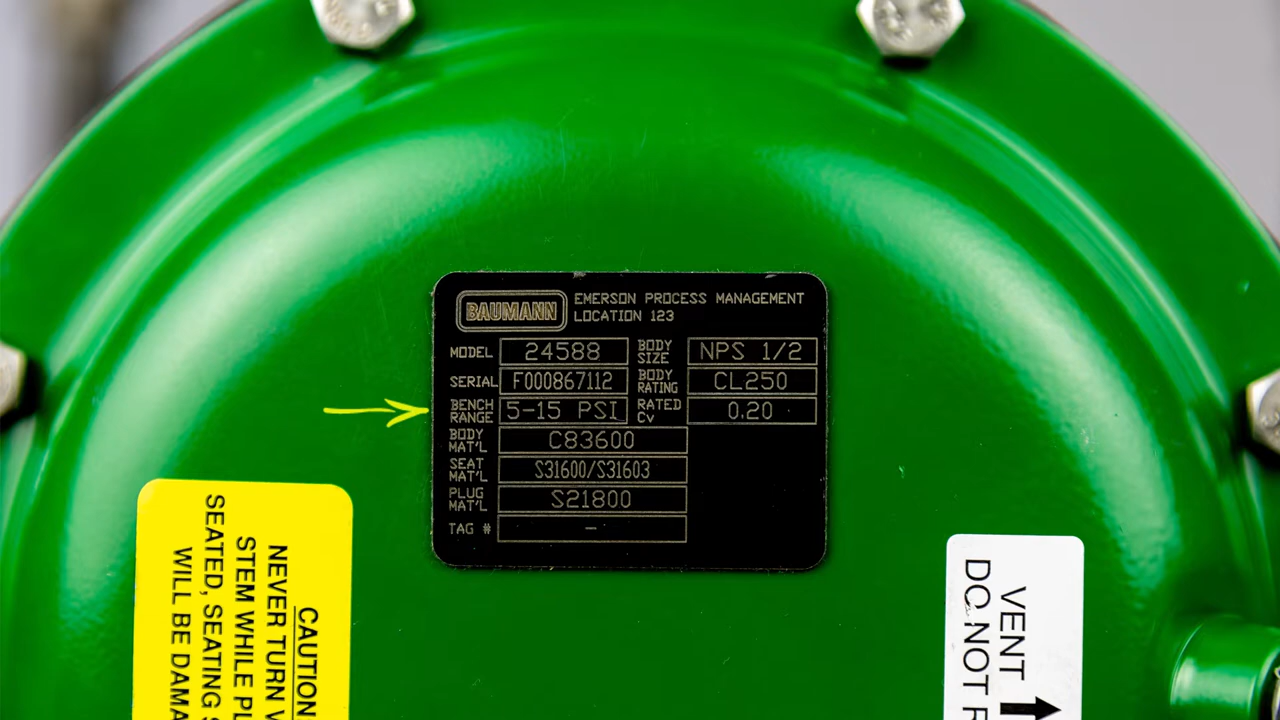 BAUMANN
EMERSON PROCESS MANAGEMENT
LOCATION 123
MODEL 24588
BODY SIZE NPS 1/2
SERIAL F000867112
BODY RATING CL250
BENCH RANGE 5-15 PSI
RATED Cv 0.20
BODY MAT'L C83600
SEAT MAT'L S31600/S31603
PLUG MAT'L S21800
TAG # -
CAUTION
NEVER TURN
STEM WHILE
SEATED, SEATING
WILL BE
VENT
DO NOT